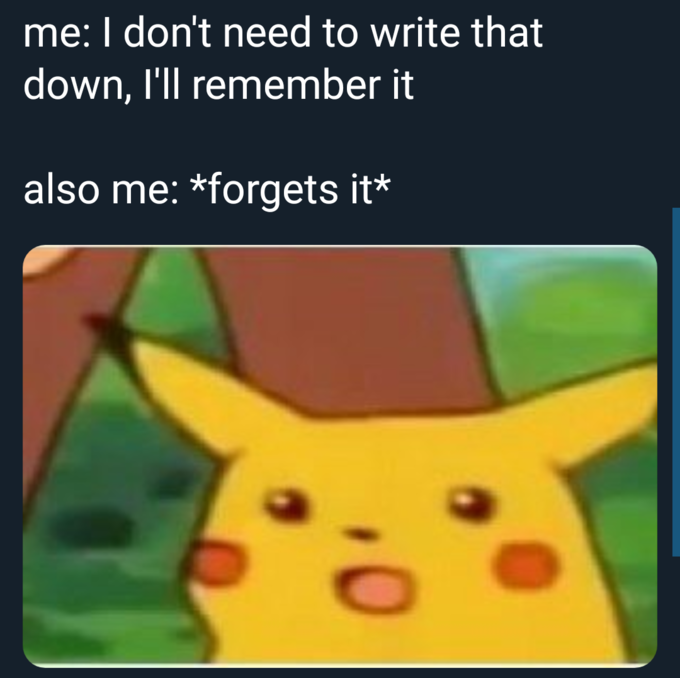 me: I don't need to write that
down, I'll remember it
also me: *forgets it*